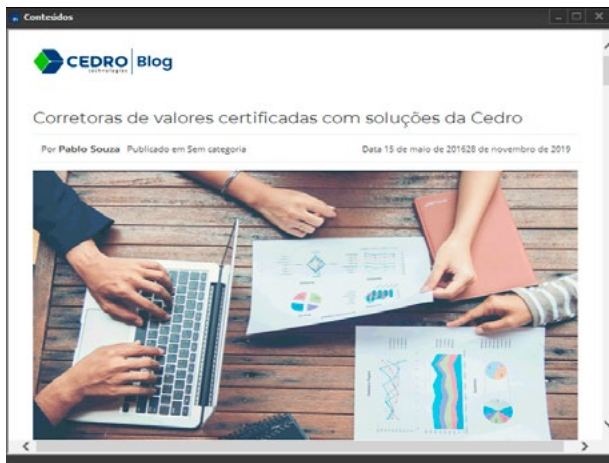 Conteúdos
CEDRO Blog
technologies
Corretoras de valores certificadas com soluções da Cedro
Por Pablo Souza Publicado em Sem categoria Data 15 de maio de 201628 de novembro de 2019